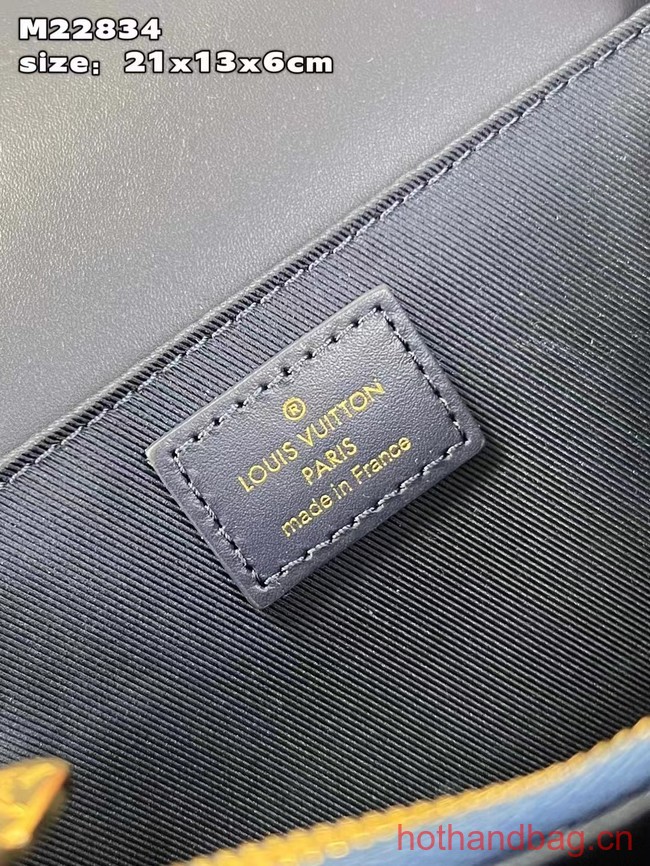 M22834
size: 21x13x6cm
®
LOUIS VUITTON
PARIS
made in France
hothandbag.cn